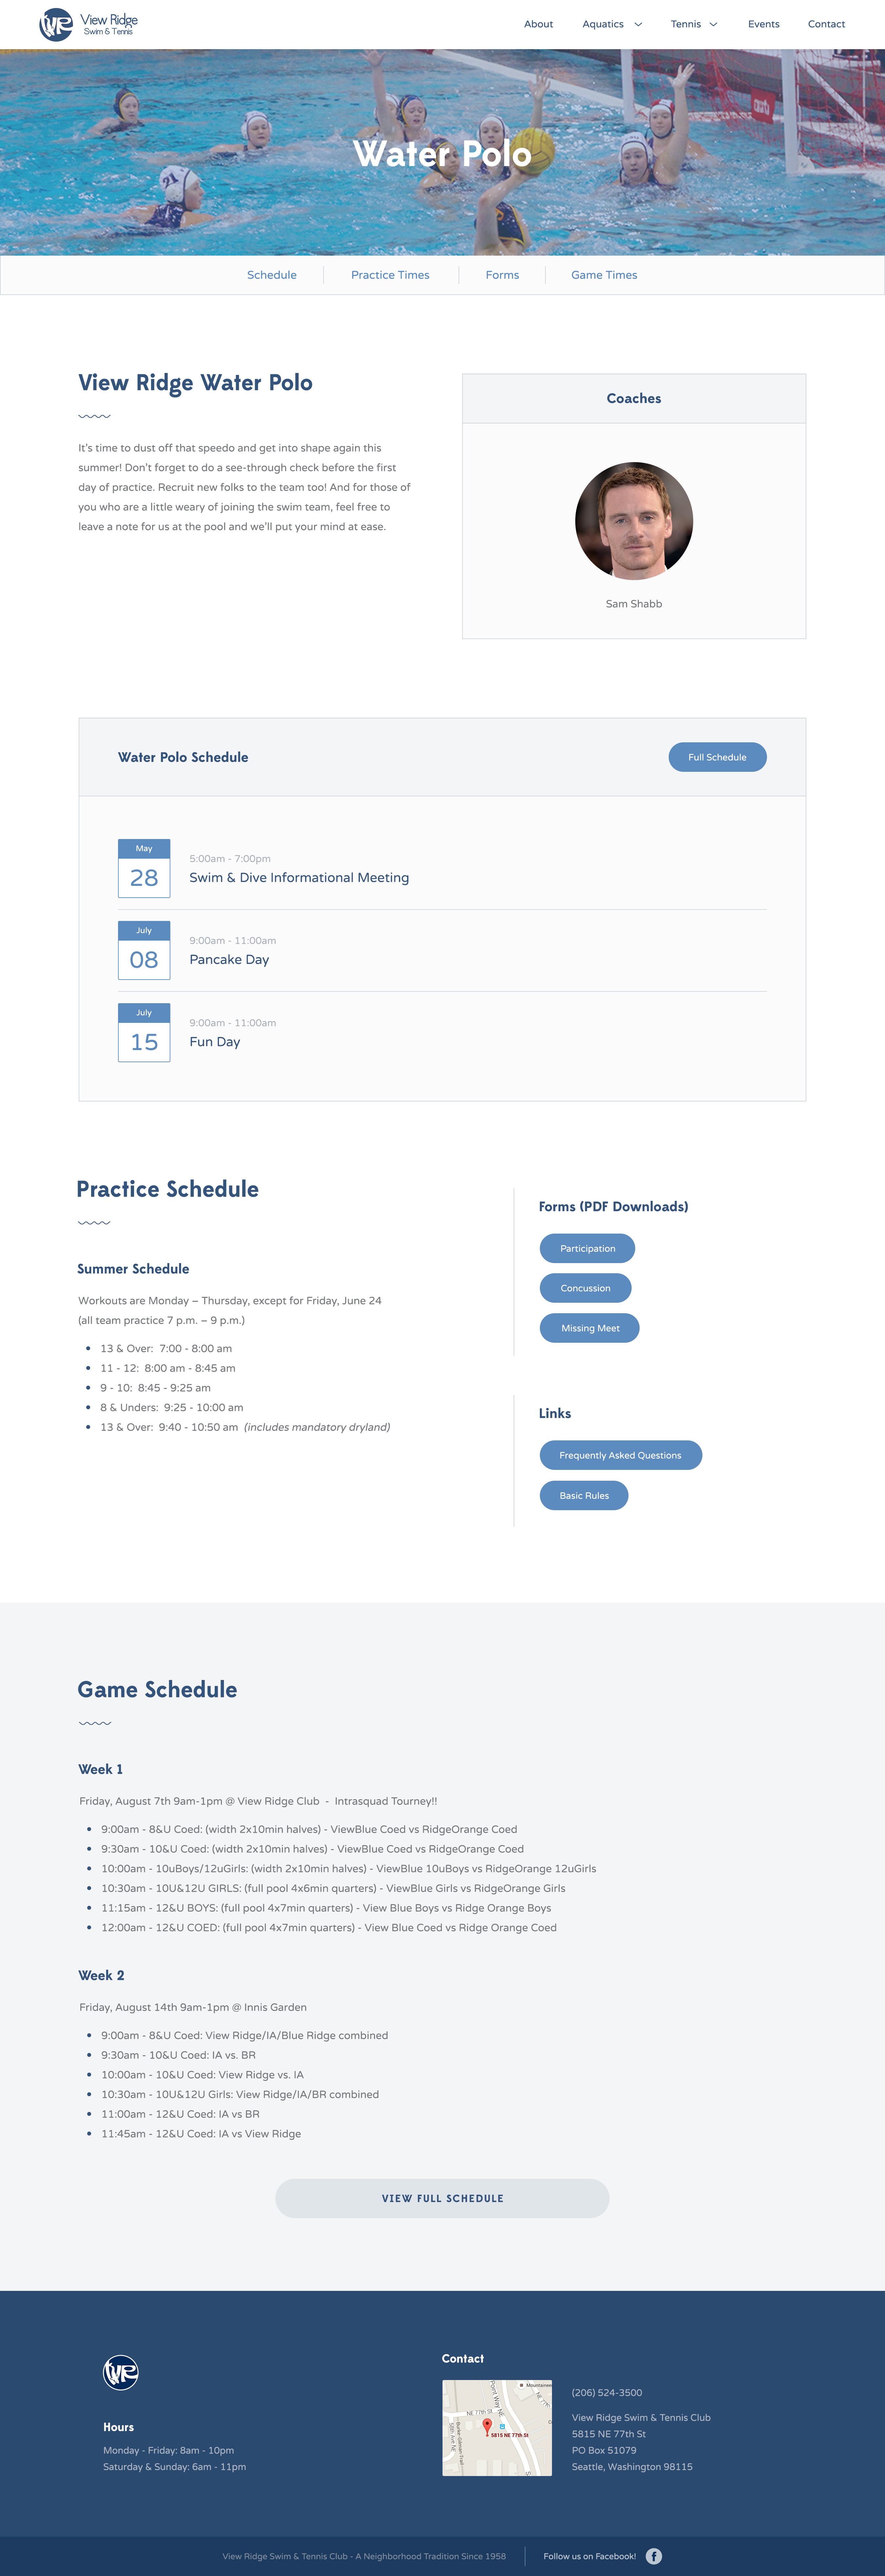 View Ridge
Swim & Tennis
About
Aquatics
Tennis
Events
Contact
Water Polo
Schedule
Practice Times
Forms
Game Times
View Ridge Water Polo
It's time to dust off that speedo and get into shape again this
summer! Don't forget to do a see-through check before the first
day of practice. Recruit new folks to the team too! And for those of
you who are a little weary of joining the swim team, feel free to
leave a note for us at the pool and we'll put your mind at ease.
Coaches
Sam Shabb
Water Polo Schedule
Full Schedule
May
28
5:00am - 7:00pm
Swim & Dive Informational Meeting
July
08
9:00am - 11:00am
Pancake Day
July
15
9:00am - 11:00am
Fun Day
Practice Schedule
Summer Schedule
Workouts are Monday – Thursday, except for Friday, June 24
(all team practice 7 p.m. – 9 p.m.)
13 & Over: 7:00 - 8:00 am
11 - 12: 8:00 am - 8:45 am
9 - 10: 8:45 - 9:25 am
8 & Unders: 9:25 - 10:00 am
13 & Over: 9:40 - 10:50 am (includes mandatory dryland)
Forms (PDF Downloads)
Participation
Concussion
Missing Meet
Links
Frequently Asked Questions
Basic Rules
Game Schedule
Week 1
Friday, August 7th 9am-1pm @ View Ridge Club - Intrasquad Tourney!!
9:00am - 8&U Coed: (width 2x10min halves) - ViewBlue Coed vs RidgeOrange Coed
9:30am - 10&U Coed: (width 2x10min halves) - ViewBlue Coed vs RidgeOrange Coed
10:00am - 10uBoys/12uGirls: (width 2x10min halves) - ViewBlue 10uBoys vs RidgeOrange 12uGirls
10:30am - 10U&12U GIRLS: (full pool 4x6min quarters) - ViewBlue Girls vs RidgeOrange Girls
11:15am - 12&U BOYS: (full pool 4x7min quarters) - View Blue Boys vs Ridge Orange Boys
12:00am - 12&U COED: (full pool 4x7min quarters) - View Blue Coed vs Ridge Orange Coed
Week 2
Friday, August 14th 9am-1pm @ Innis Garden
9:00am - 8&U Coed: View Ridge/IA/Blue Ridge combined
9:30am - 10&U Coed: IA vs. BR
10:00am - 10&U Coed: View Ridge vs. IA
10:30am - 10U&12U Girls: View Ridge/IA/BR combined
11:00am - 12&U Coed: IA vs BR
11:45am - 12&U Coed: IA vs View Ridge
VIEW FULL SCHEDULE
Hours
Monday - Friday: 8am - 10pm
Saturday & Sunday: 6am - 11pm
Contact
NE 77th St
5815 NE 77th St
(206) 524-3500
View Ridge Swim & Tennis Club
5815 NE 77th St
PO Box 51079
Seattle, Washington 98115
View Ridge Swim & Tennis Club - A Neighborhood Tradition Since 1958
Follow us on Facebook!